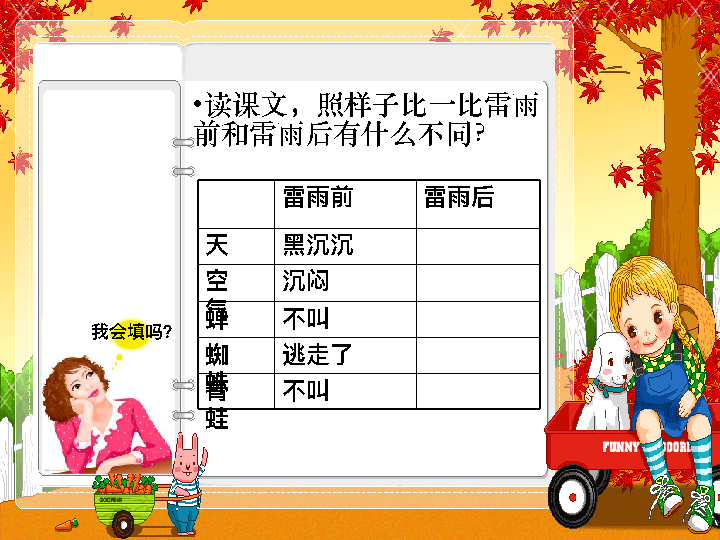 •读课文，照样子比一比雷雨
前和雷雨后有什么不同?
雷雨前 雷雨后
天 黑沉沉
空气 沉闷
蝉 不叫
蜘蛛 逃走了
青蛙 不叫
我会填吗?
FUNNY
GOOD